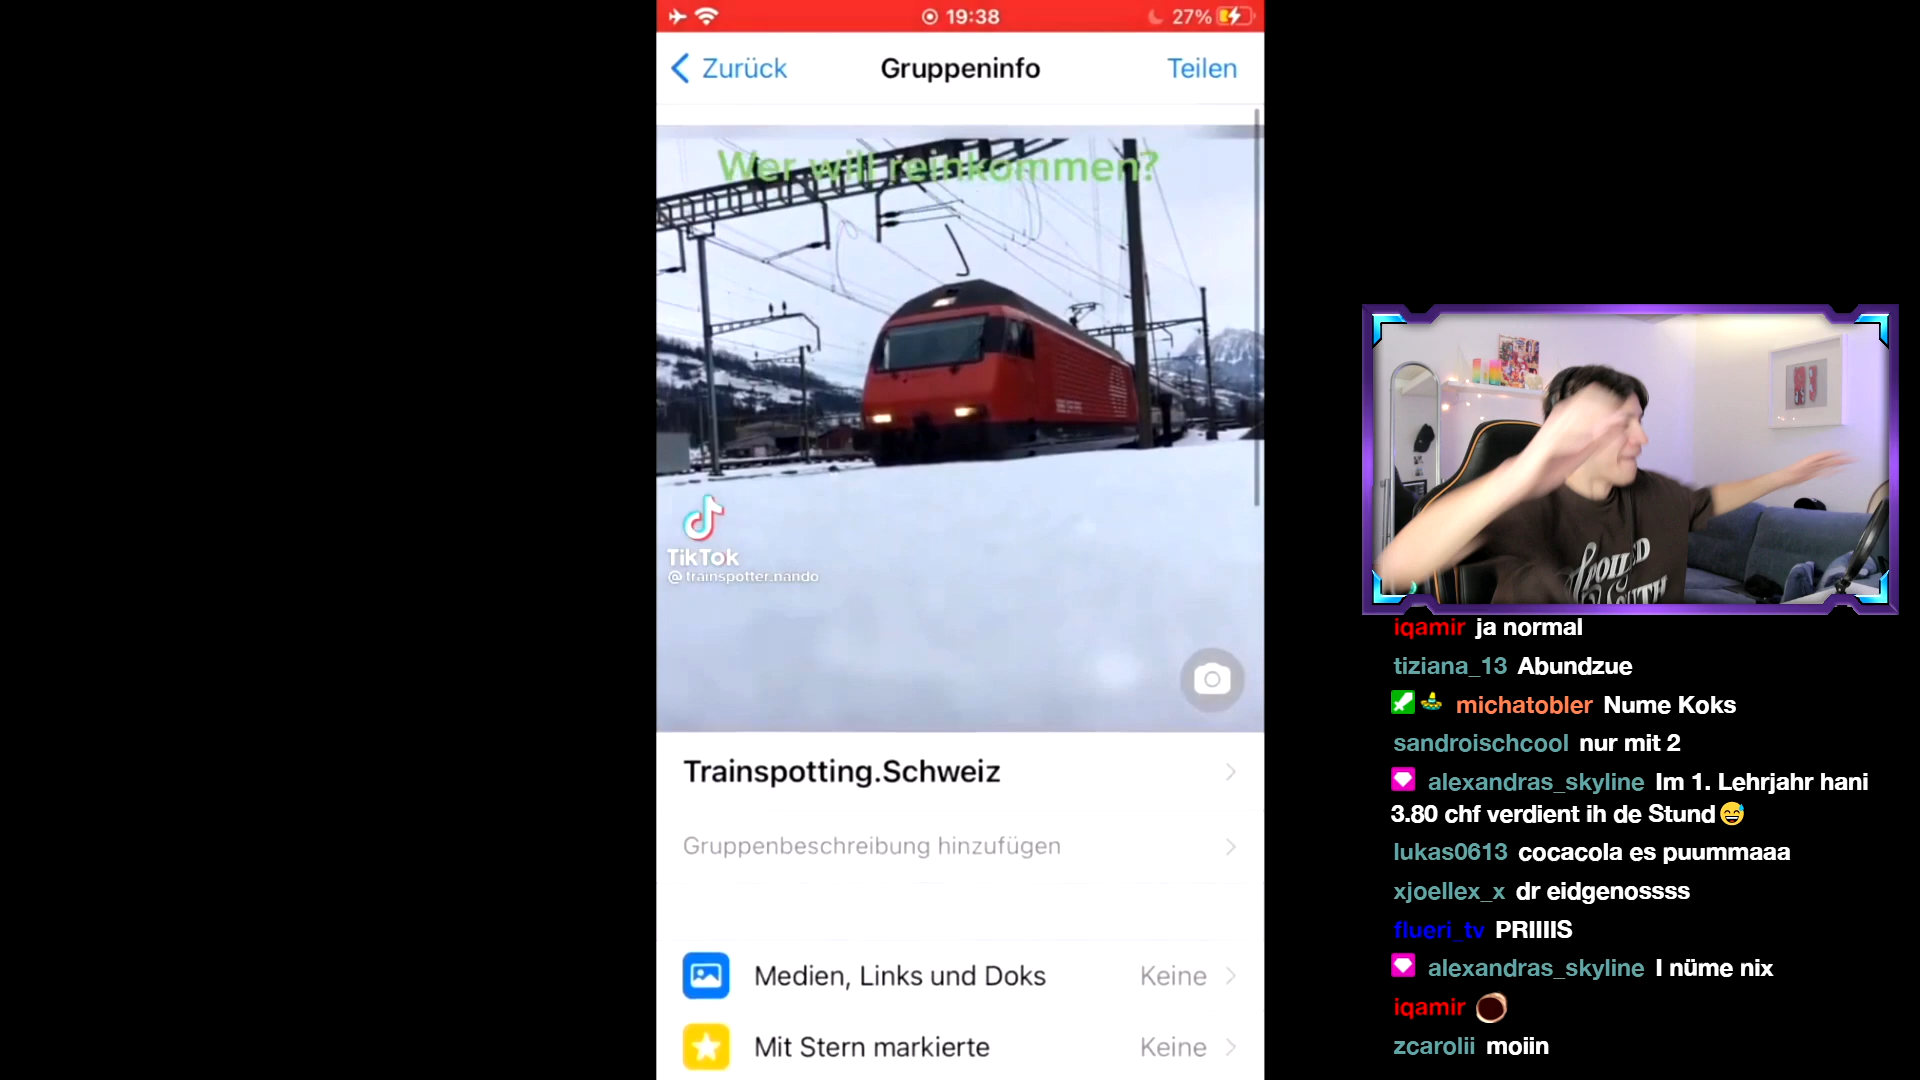 19:38
27%
Zurück
Gruppeninfo
Teilen
Wer will reinkommen?
TikTok
@trainspotter.nando
Trainspotting.Schweiz
Gruppenbeschreibung hinzufügen
Medien, Links und Doks
Keine
Mit Stern markierte
Keine
SPOILED
YOUTH
iqamir ja normal
tiziana_13 Abundzue
michatobler Nume Koks
sandroischcool nur mit 2
alexandras_skyline Im 1. Lehrjahr hani
3.80 chf verdient ih de Stund😅
lukas0613 cocacola es puummaaa
xjoellex_x dr eidgenossss
flueri_tv PRIIIIS
alexandras_skyline I nüme nix
iqamir
zcarolii moiin